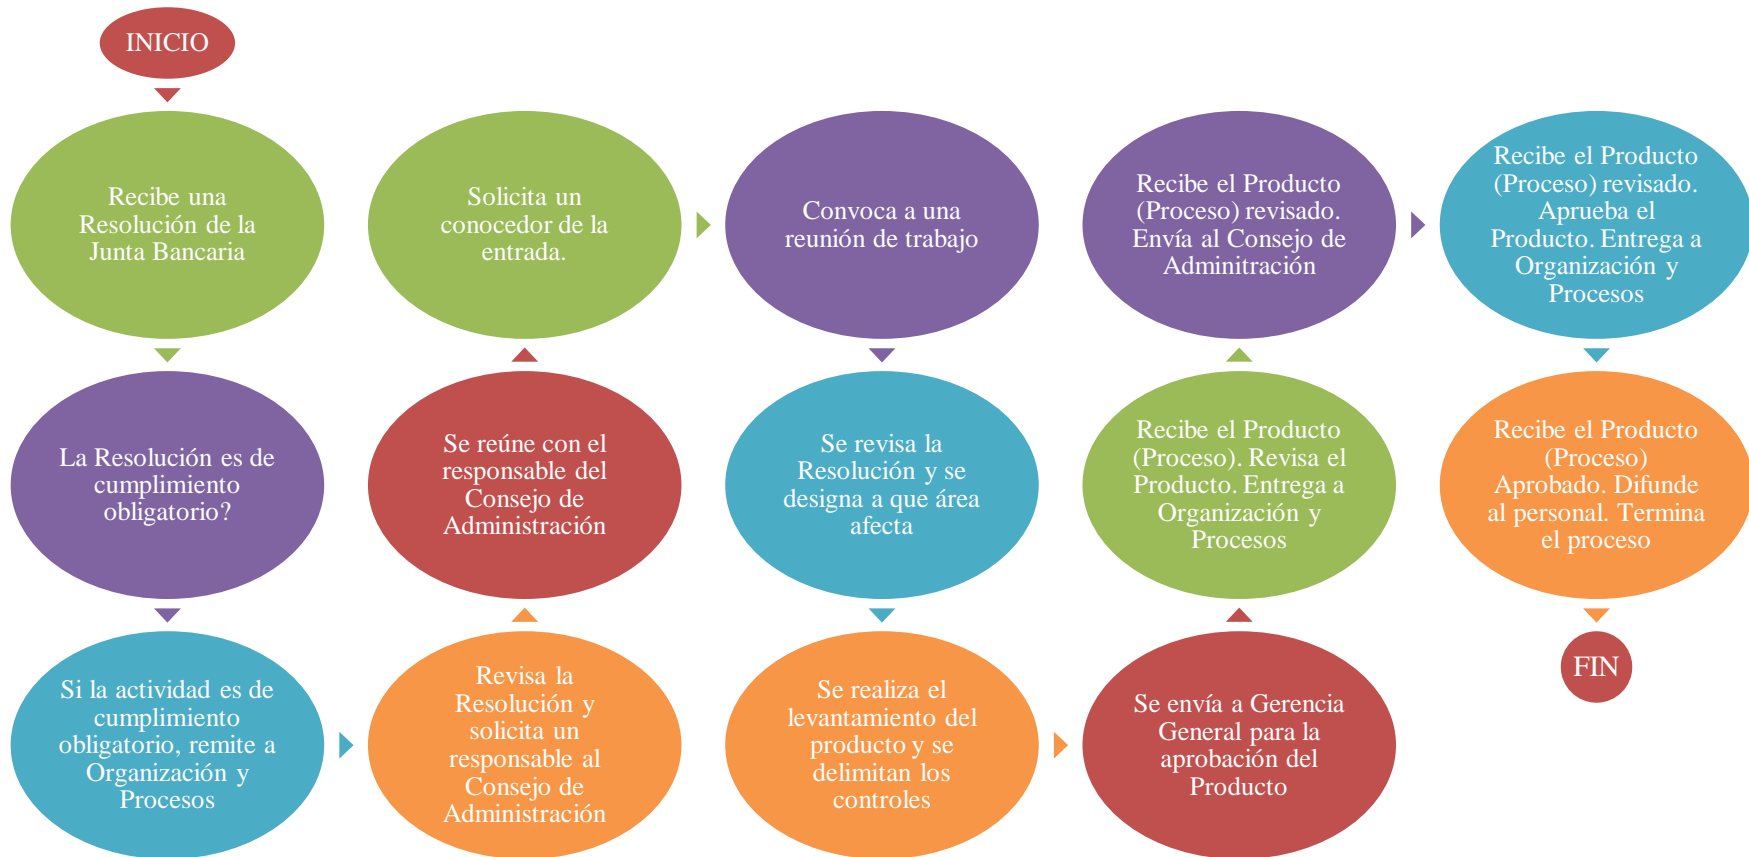 INICIO
Recibe una
Resolución de la
Junta Bancaria
La Resolución es de
cumplimiento
obligatorio?
Si la actividad es de
cumplimiento
obligatorio, remite a
Organización y
Procesos
Revisa la
Resolución y
solicita un
responsable al
Consejo de
Administración
Se reúne con el
responsable del
Consejo de
Administración
Solicita un
conocedor de la
entrada.
Convoca a una
reunión de trabajo
Se revisa la
Resolución y se
designa a que área
afecta
Se realiza el
levantamiento del
producto y se
delimitan los
controles
Se envía a Gerencia
General para la
aprobación del
Producto
Recibe el Producto
(Proceso). Revisa el
Producto. Entrega a
Organización y
Procesos
Recibe el Producto
(Proceso) revisado.
Envía al Consejo de
Adminitración
Recibe el Producto
(Proceso) revisado.
Aprueba el
Producto. Entrega a
Organización y
Procesos
Recibe el Producto
(Proceso)
Aprobado. Difunde
al personal. Termina
el proceso
FIN